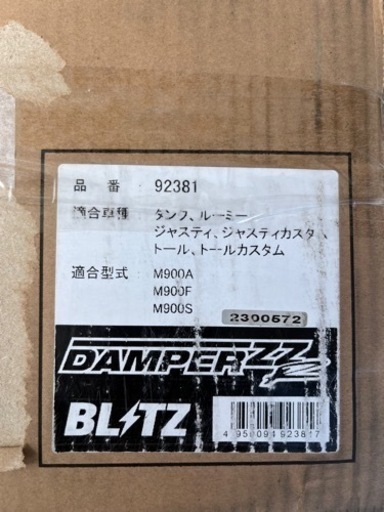 品 番 92381
適合車種 タンク、ルーミー
ジャスティ、ジャスティカスタム、
トール、トールカスタム
適合型式 M900A
M900F
M900S
2300572
DAMPER ZZ-R
BLITZ
4 950094 923817